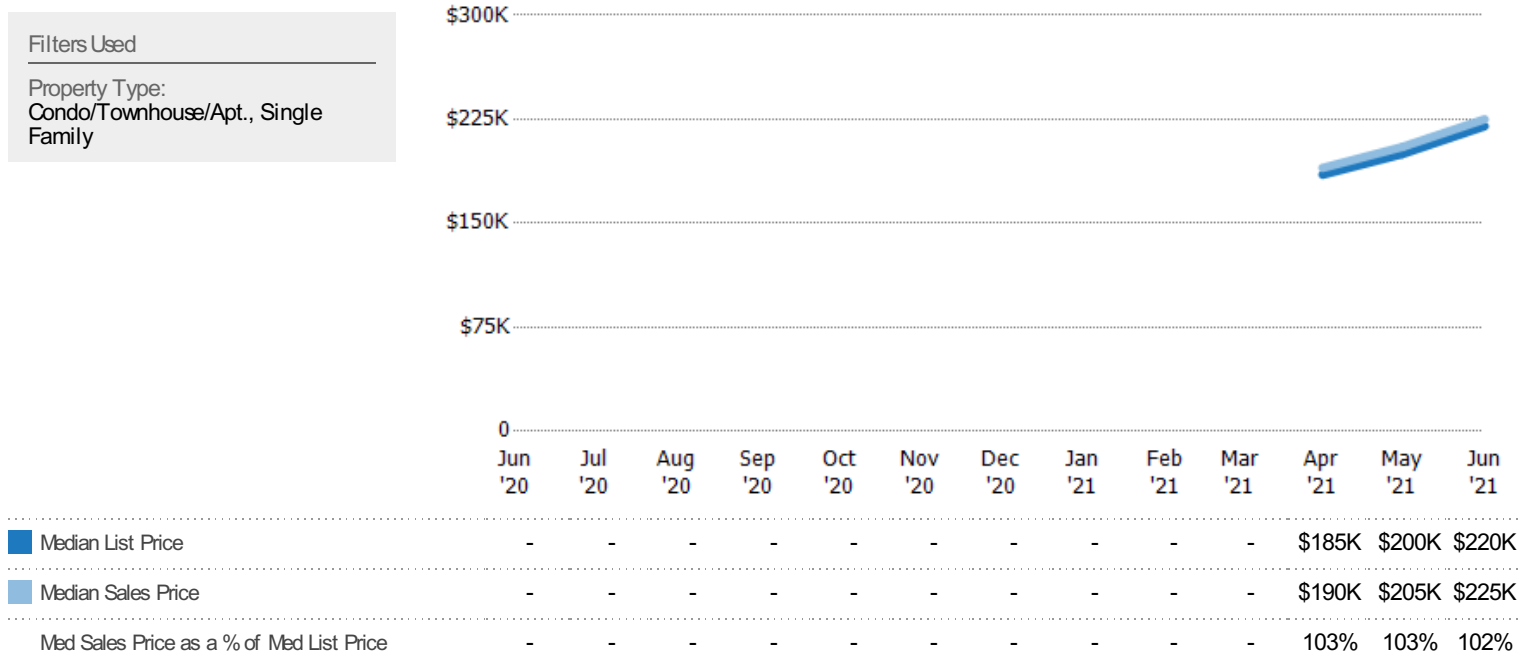 Filters Used
Property Type:
Condo/Townhouse/Apt., Single
Family
$300K
$225K
$150K
$75K
0
Jun Jul Aug Sep Oct Nov Dec Jan Feb Mar Apr May Jun
'20 '20 '20 '20 '20 '20 '20 '21 '21 '21 '21 '21 '21
Median List Price - - - - - - - - - - $185K $200K $220K
Median Sales Price - - - - - - - - - - $190K $205K $225K
Med Sales Price as a % of Med List Price - - - - - - - - - - 103% 103% 102%